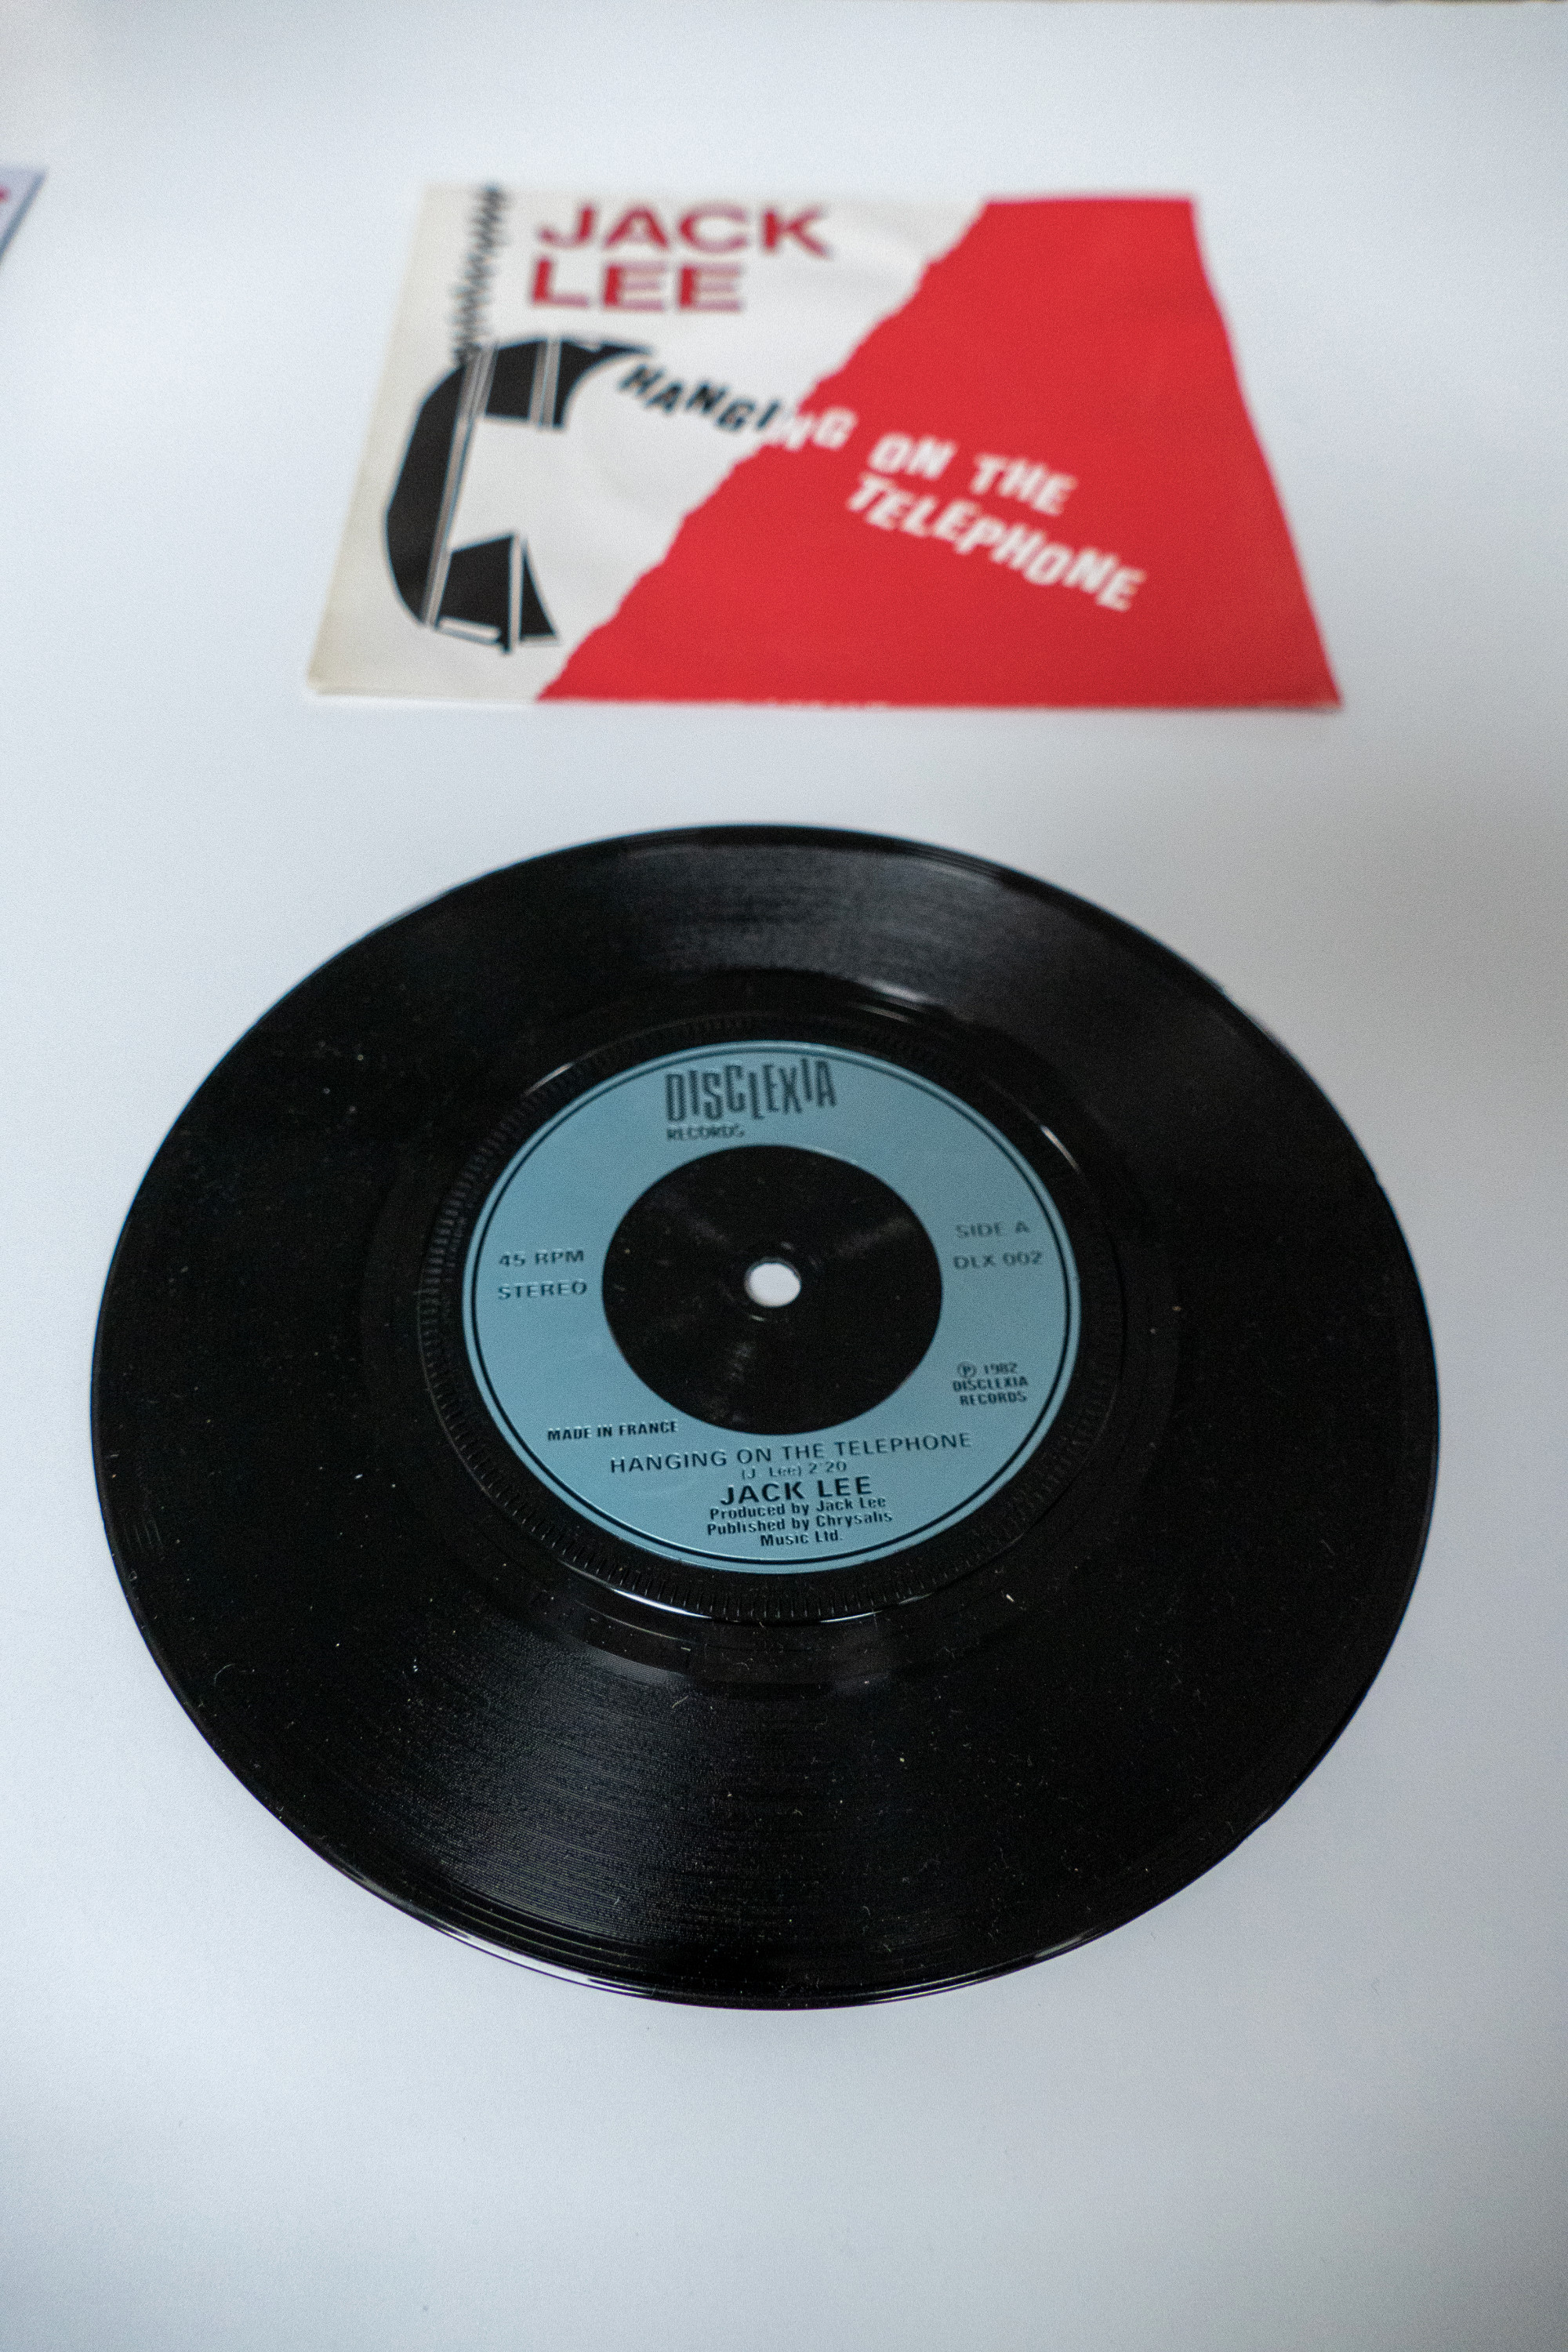 JACK
LEE
HANGING ON THE
TELEPHONE
DISCLEXIA
RECORDS
45 RPM
STEREO
SIDE A
DLX 002
℗ 1982
DISCLEXIA
RECORDS
MADE IN FRANCE
HANGING ON THE TELEPHONE
(J. Lee) 2'20
JACK LEE
Produced by Jack Lee
Published by Chrysalis
Music Ltd.